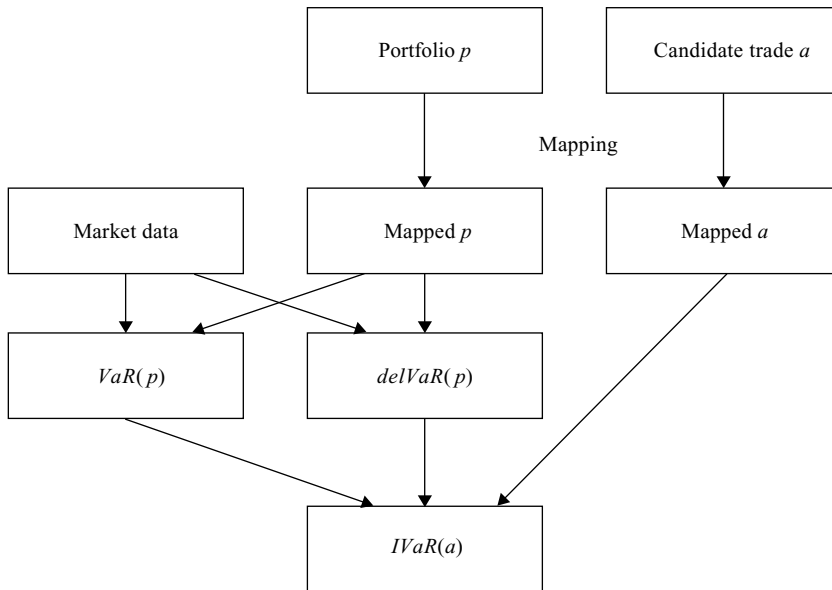 Portfolio p
Candidate trade a
Mapping
Market data
Mapped p
Mapped a
VaR( p)
delVaR( p)
IVaR(a)